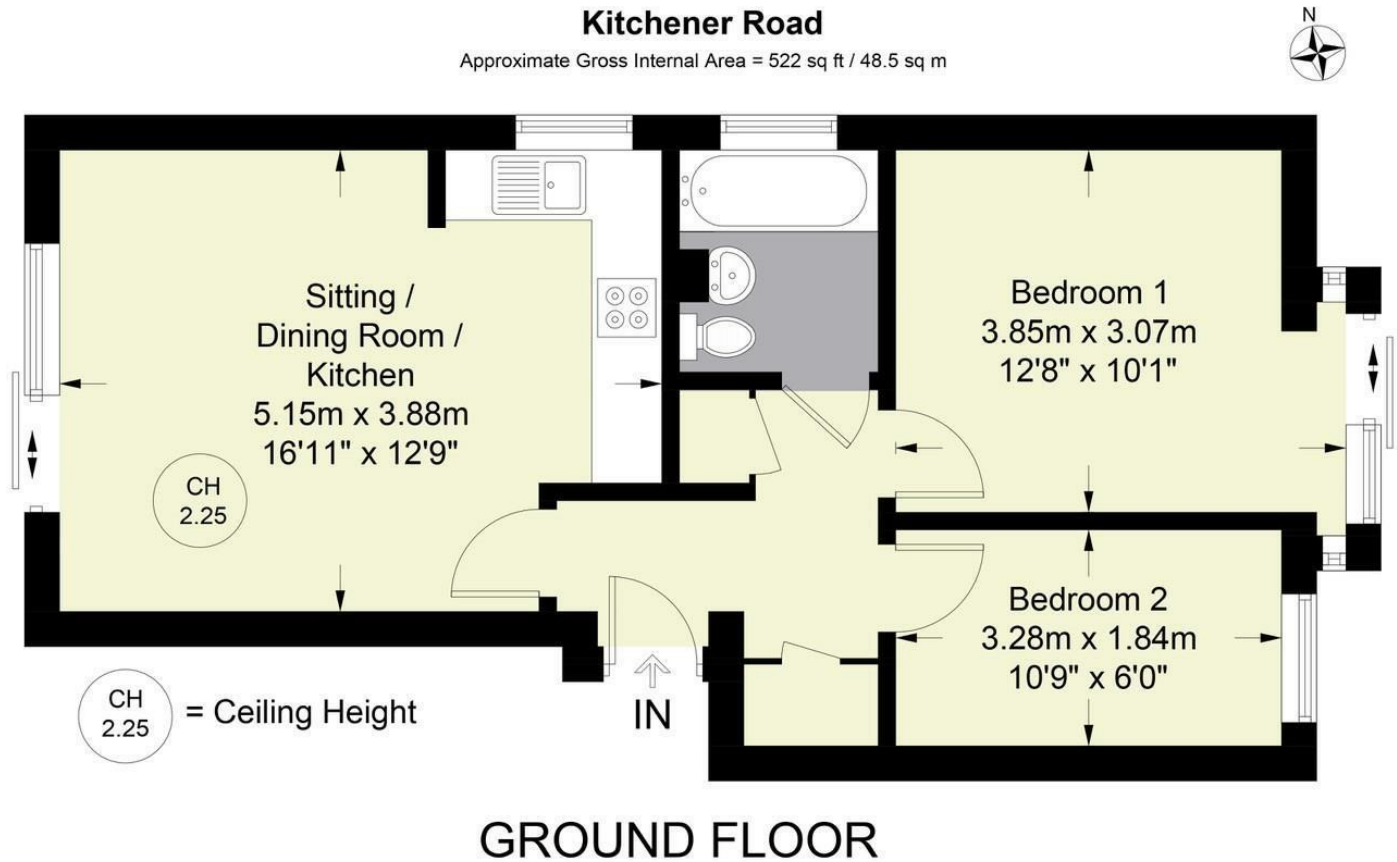 Kitchener Road
Approximate Gross Internal Area = 522 sq ft / 48.5 sq m
N
Sitting /
Dining Room /
Kitchen
5.15m x 3.88m
16'11" x 12'9"
CH
2.25
Bedroom 1
3.85m x 3.07m
12'8" x 10'1"
Bedroom 2
3.28m x 1.84m
10'9" x 6'0"
IN
CH
2.25
= Ceiling Height
GROUND FLOOR